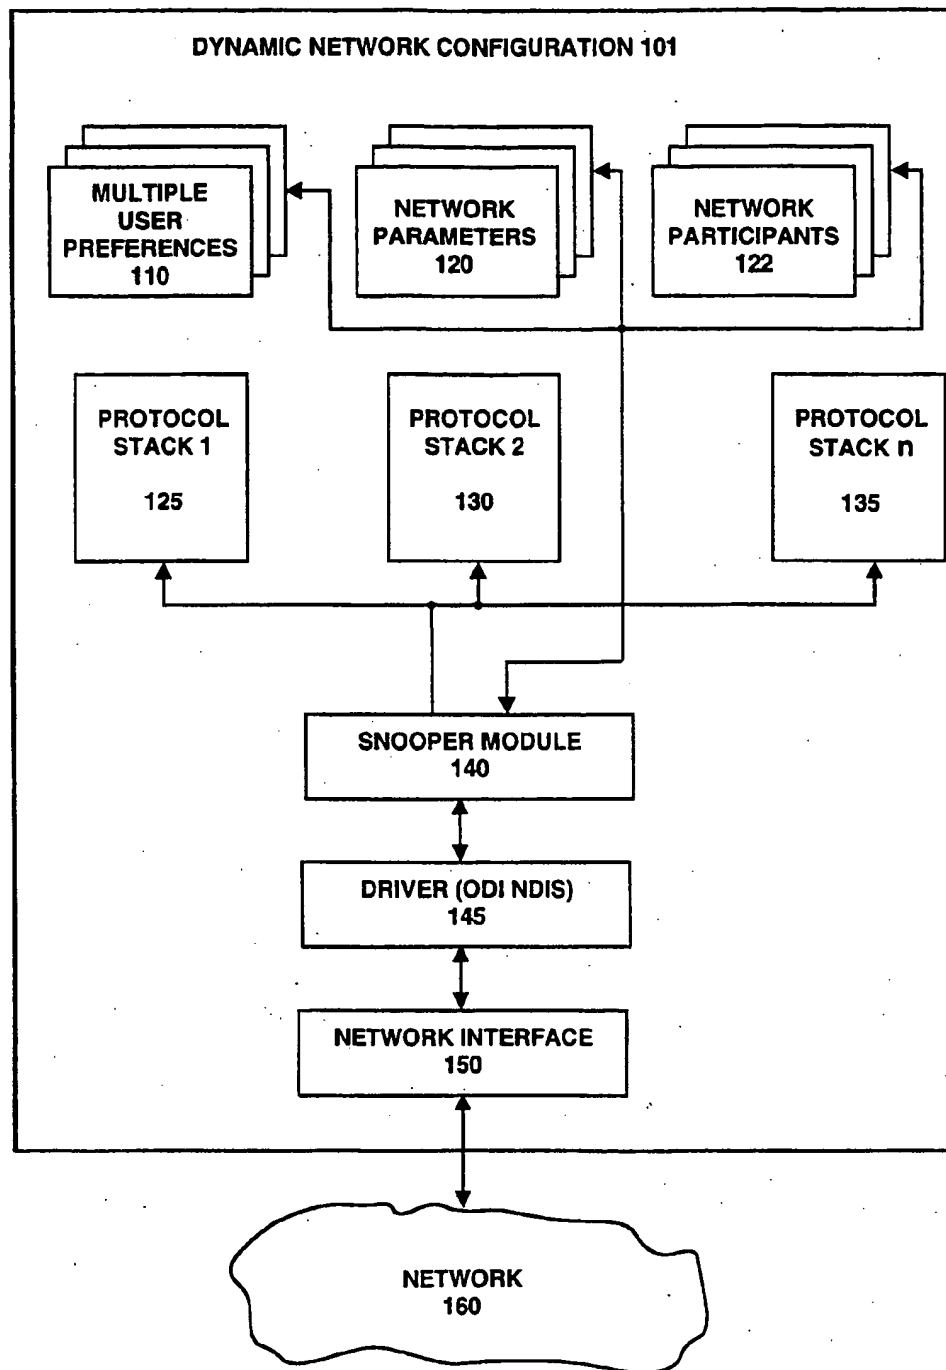 DYNAMIC NETWORK CONFIGURATION 101
MULTIPLE
USER
PREFERENCES
110
NETWORK
PARAMETERS
120
NETWORK
PARTICIPANTS
122
PROTOCOL
STACK 1
125
PROTOCOL
STACK 2
130
PROTOCOL
STACK n
135
SNOOPER MODULE
140
DRIVER (ODI NDIS)
145
NETWORK INTERFACE
150
NETWORK
160